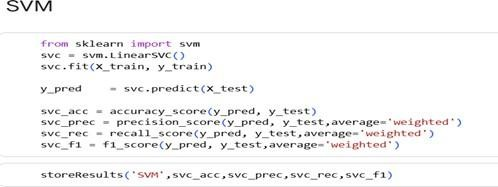 SVM
from sklearn import svm
svc = svm.LinearSVC()
svc.fit(X_train, y_train)
y_pred    = svc.predict(X_test)
svc_acc = accuracy_score(y_pred, y_test)
svc_prec = precision_score(y_pred, y_test,average='weighted')
svc_rec = recall_score(y_pred, y_test,average='weighted')
svc_f1 = f1_score(y_pred, y_test,average='weighted')
storeResults('SVM',svc_acc,svc_prec,svc_rec,svc_f1)